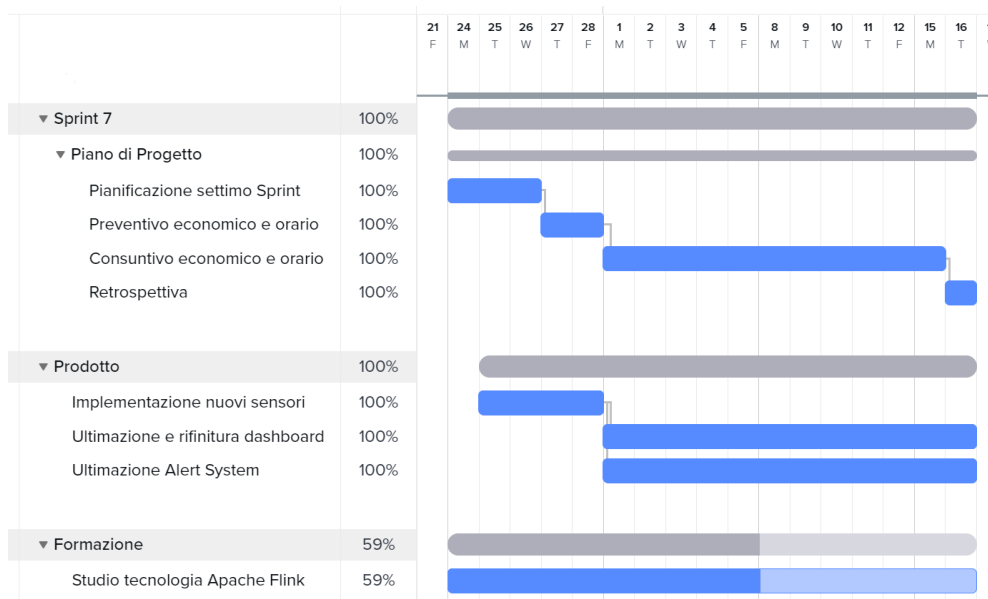 21 24 25 26 27 28 1 2 3 4 5 8 9 10 11 12 15 16
F M T W T F M T W T F M T W T F M T
Sprint 7 100%
Piano di Progetto 100%
Pianificazione settimo Sprint 100%
Preventivo economico e orario 100%
Consuntivo economico e orario 100%
Retrospettiva 100%
Prodotto 100%
Implementazione nuovi sensori 100%
Ultimazione e rifinitura dashboard 100%
Ultimazione Alert System 100%
Formazione 59%
Studio tecnologia Apache Flink 59%